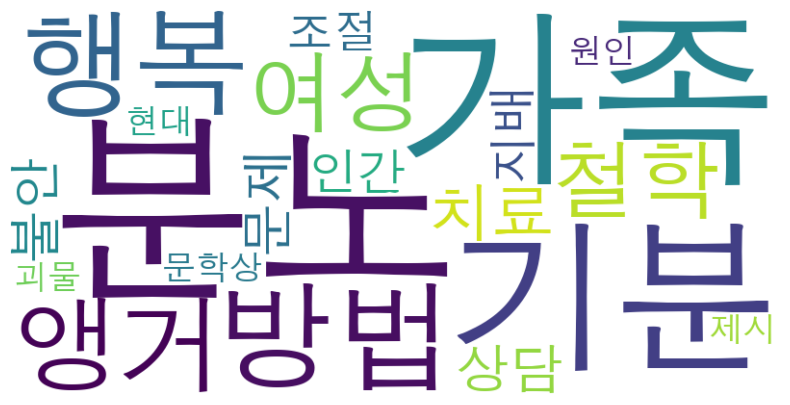 행복
조절
가족
원인
여성
현대
지배
분노
문제
인간
철학
불안
치료
기분
문학상
괴물
앵거
방법
상담
제시